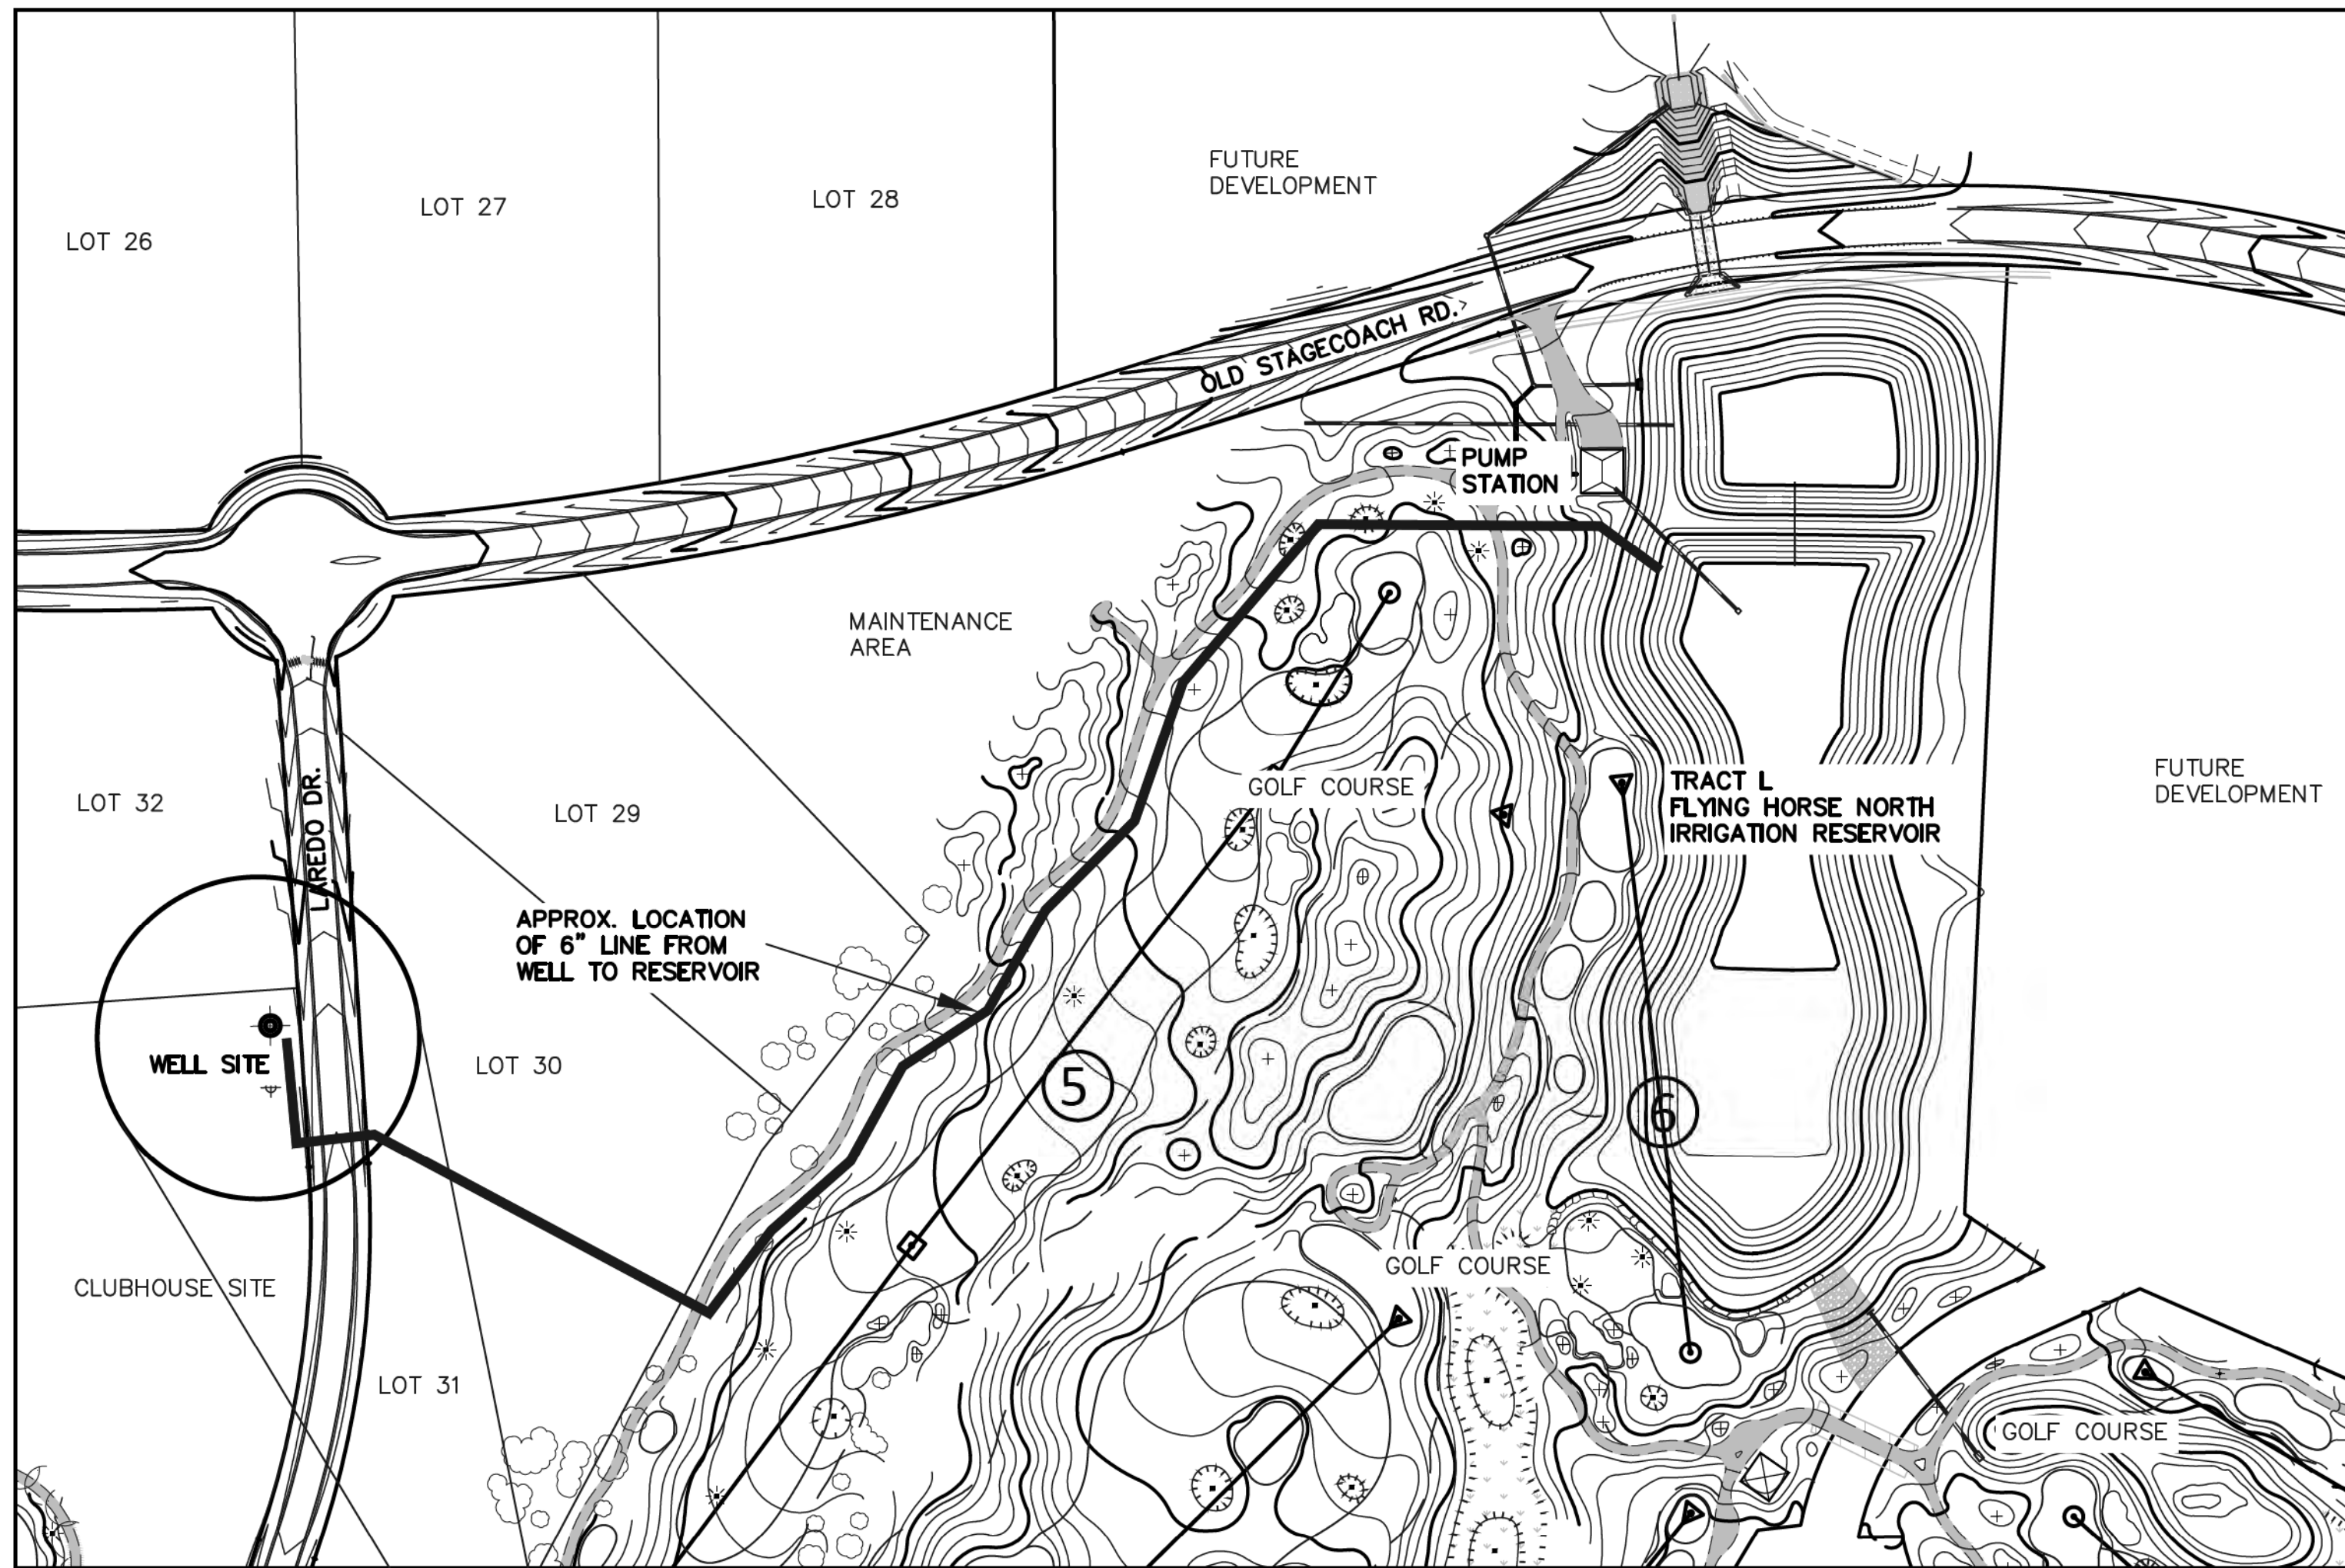 FUTURE
DEVELOPMENT
LOT 28
LOT 27
LOT 26
OLD STAGECOACH RD.
PUMP
STATION
MAINTENANCE
AREA
LOT 32
LAREDO DR.
LOT 29
GOLF COURSE
TRACT L
FLYING HORSE NORTH
IRRIGATION RESERVOIR
FUTURE
DEVELOPMENT
APPROX. LOCATION
OF 6" LINE FROM
WELL TO RESERVOIR
WELL SITE
LOT 30
5
6
CLUBHOUSE SITE
GOLF COURSE
LOT 31
GOLF COURSE